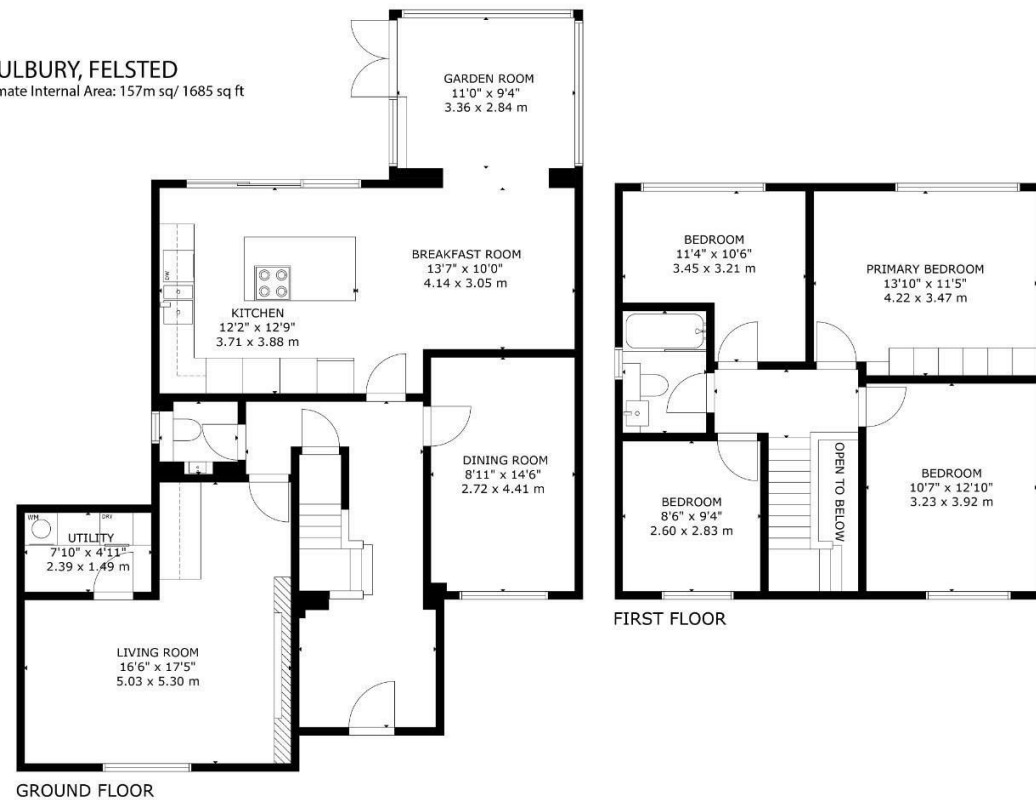 ULBURY, FELSTED
mate Internal Area: 157m sq/ 1685 sq ft
GARDEN ROOM
11'0" x 9'4"
3.36 x 2.84 m
BREAKFAST ROOM
13'7" x 10'0"
4.14 x 3.05 m
DW
KITCHEN
12'2" x 12'9"
3.71 x 3.88 m
DINING ROOM
8'11" x 14'6"
2.72 x 4.41 m
WM
DRY
UTILITY
7'10" x 4'11"
2.39 x 1.49 m
LIVING ROOM
16'6" x 17'5"
5.03 x 5.30 m
GROUND FLOOR
BEDROOM
11'4" x 10'6"
3.45 x 3.21 m
PRIMARY BEDROOM
13'10" x 11'5"
4.22 x 3.47 m
BEDROOM
8'6" x 9'4"
2.60 x 2.83 m
OPEN TO BELOW
BEDROOM
10'7" x 12'10"
3.23 x 3.92 m
FIRST FLOOR